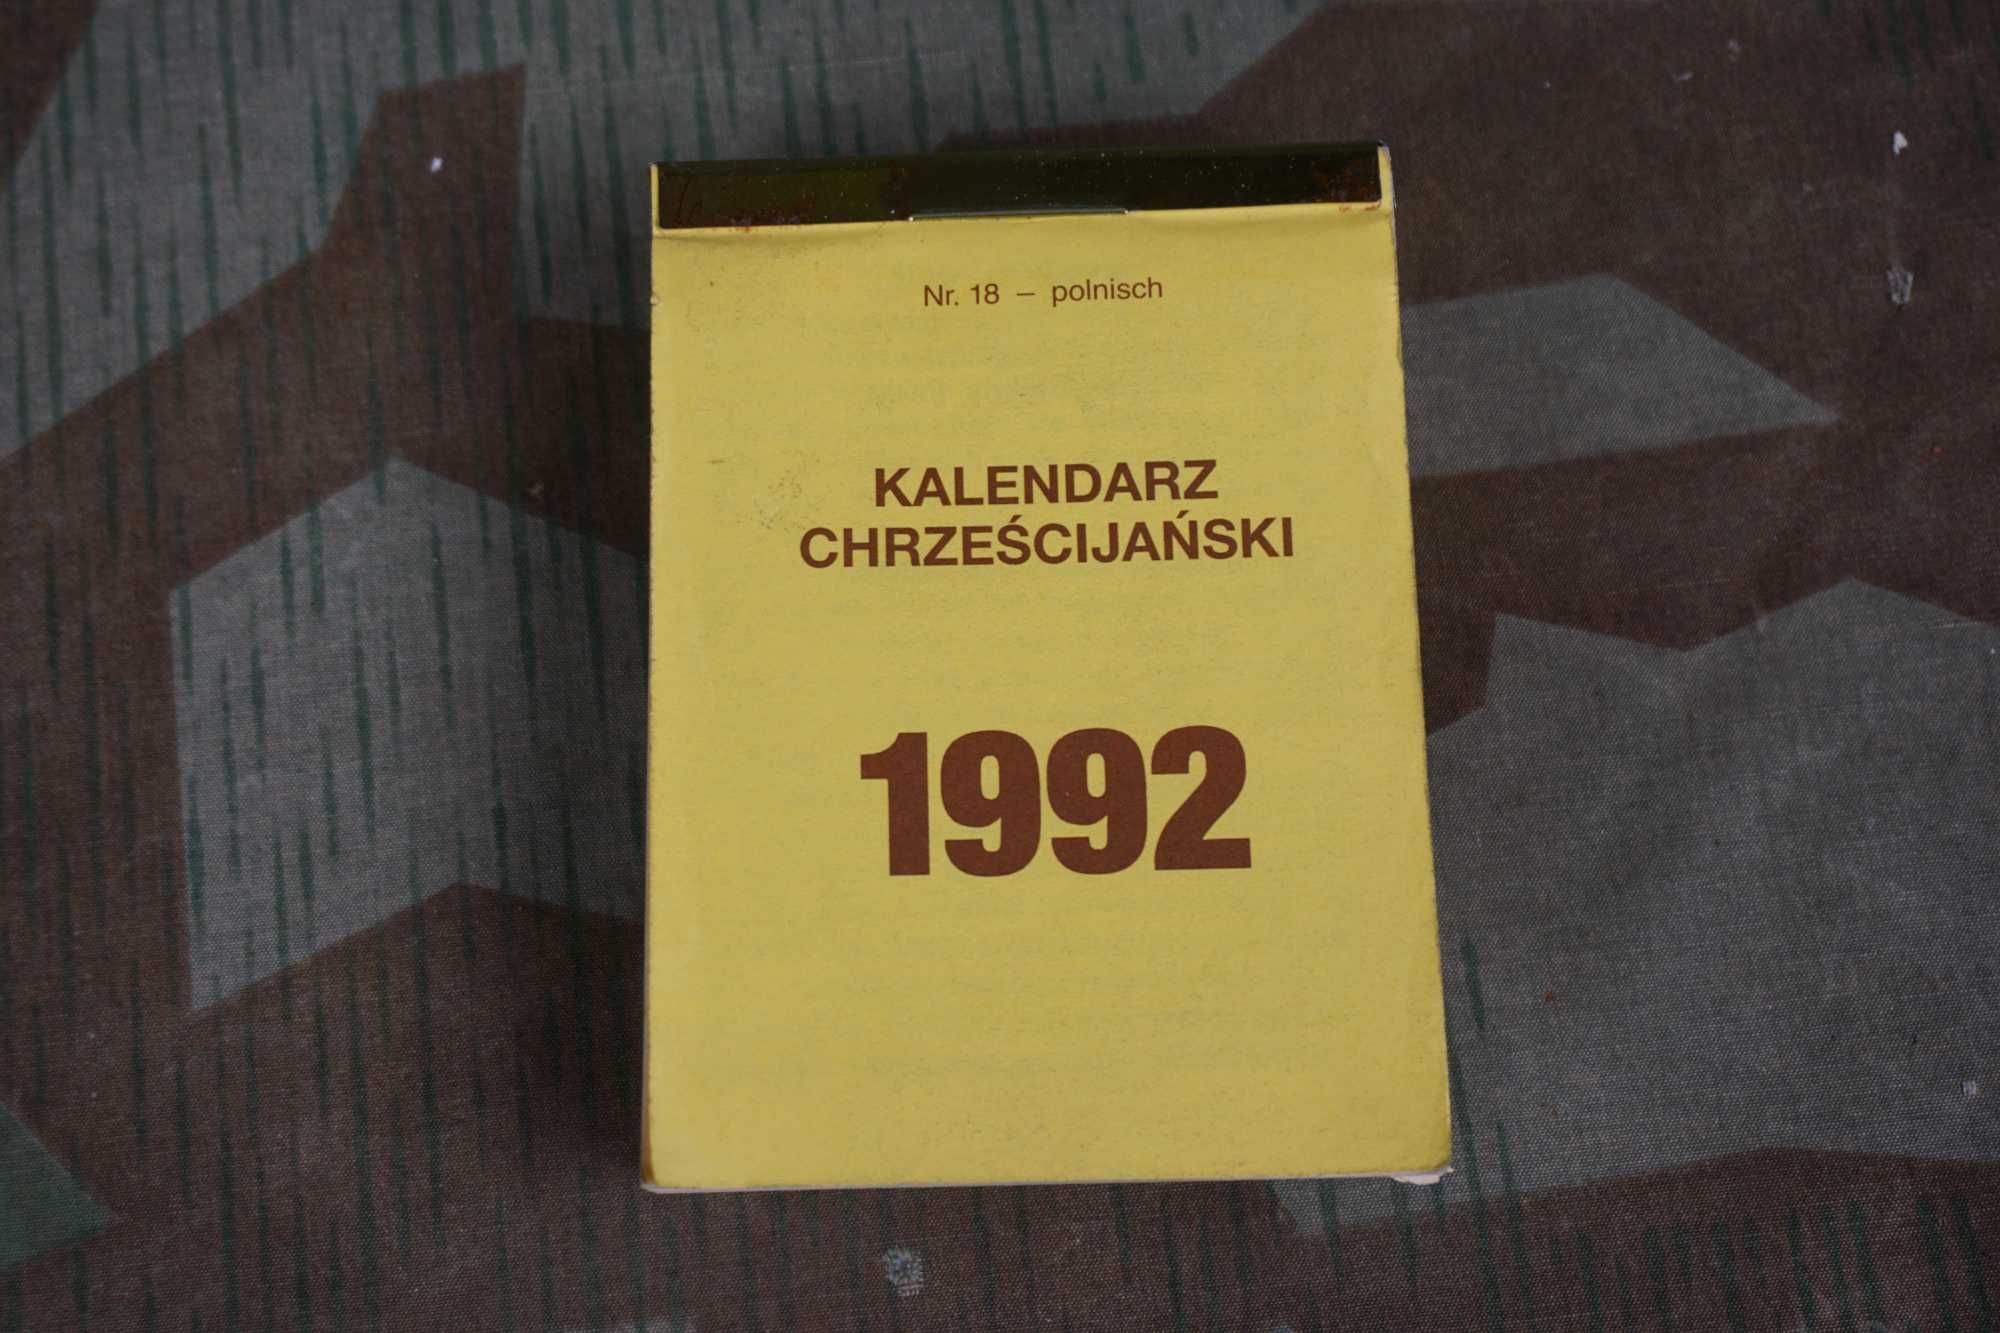 Nr. 18 – polnisch
KALENDARZ
CHRZEŚCIJAŃSKI
1992